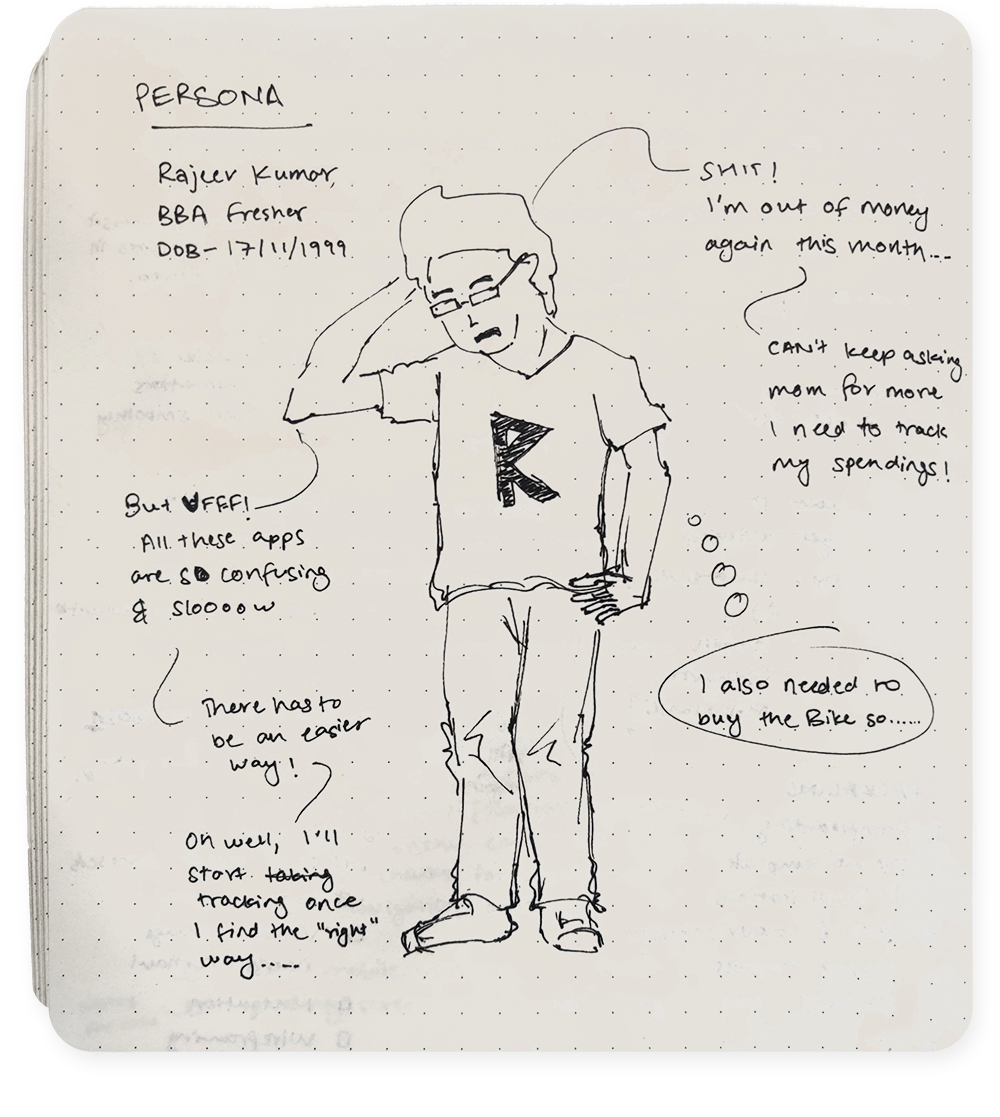 PERSONA
Rajeev Kumar,
BBA Fresher
DOB- 17/11/1999
SHIT!
I'm out of money
again this month...
CAN't keep asking
mom for more
I need to track
my spendings!
R
But UFFF!
All these apps
are so confusing
& sloooow
I also needed to
buy the Bike so......
There has to
be an easier
way!
Oh well, I'll
start taking
tracking once
I find the "right"
way.....